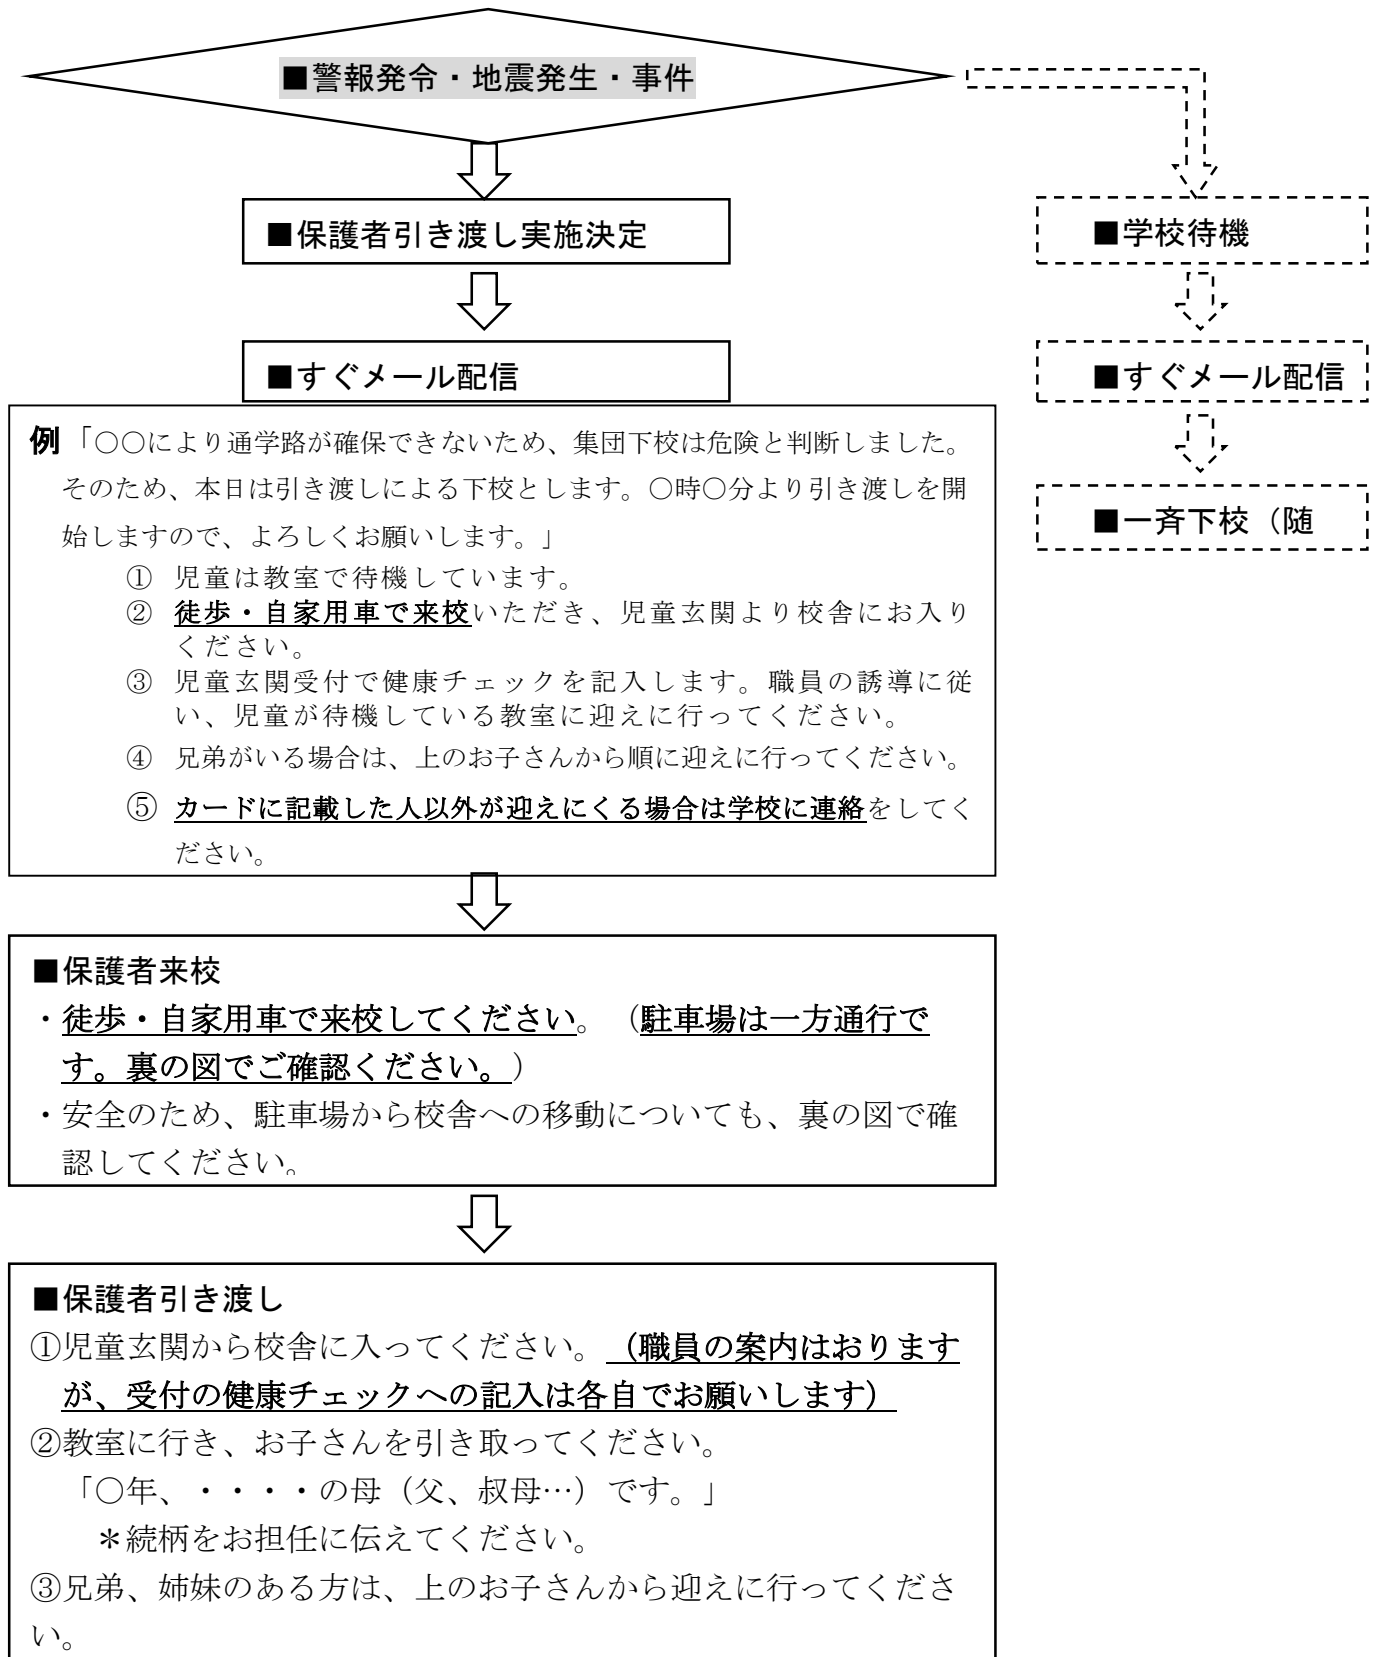 ■警報発令・地震発生・事件
■保護者引き渡し実施決定
■すぐメール配信
例「○○により通学路が確保できないため、集団下校は危険と判断しました。
そのため、本日は引き渡しによる下校とします。○時○分より引き渡しを開
始しますので、よろしくお願いします。」
① 児童は教室で待機しています。
② 徒歩・自家用車で来校いただき、児童玄関より校舎にお入り
ください。
③ 児童玄関受付で健康チェックを記入します。職員の誘導に従
い、児童が待機している教室に迎えに行ってください。
④ 兄弟がいる場合は、上のお子さんから順に迎えに行ってください。
⑤ カードに記載した人以外が迎えにくる場合は学校に連絡をしてく
ださい。
■保護者来校
・徒歩・自家用車で来校してください。（駐車場は一方通行で
す。裏の図でご確認ください。）
・安全のため、駐車場から校舎への移動についても、裏の図で確
認してください。
■保護者引き渡し
①児童玄関から校舎に入ってください。（職員の案内はおります
が、受付の健康チェックへの記入は各自でお願いします）
②教室に行き、お子さんを引き取ってください。
「○年、・・・・の母（父、叔母…）です。」
＊続柄をお担任に伝えてください。
③兄弟、姉妹のある方は、上のお子さんから迎えに行ってくださ
い。
■学校待機
■すぐメール配信
■一斉下校（随